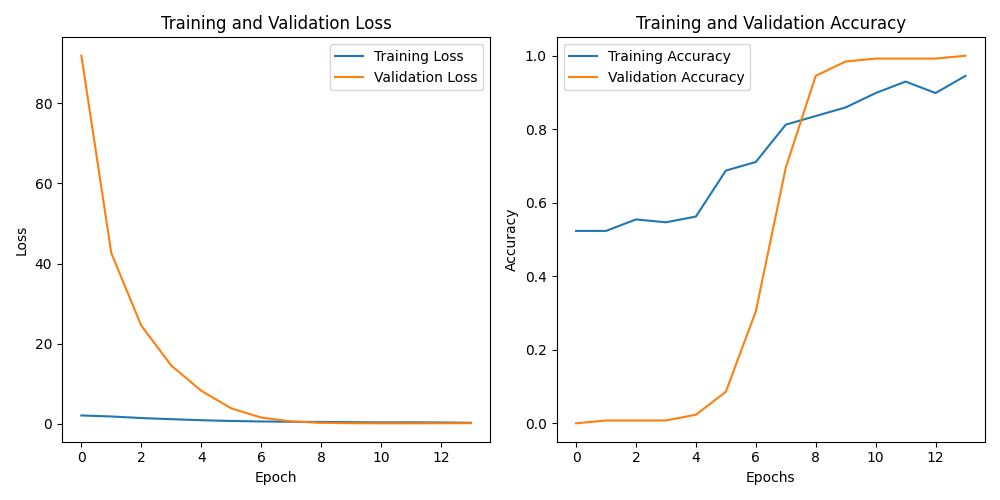 Training and Validation Loss
Training Loss
Validation Loss
80
60
40
20
0
Loss
0 2 4 6 8 10 12
Epoch
Training and Validation Accuracy
Training Accuracy
Validation Accuracy
1.0
0.8
0.6
0.4
0.2
0.0
Accuracy
0 2 4 6 8 10 12
Epochs